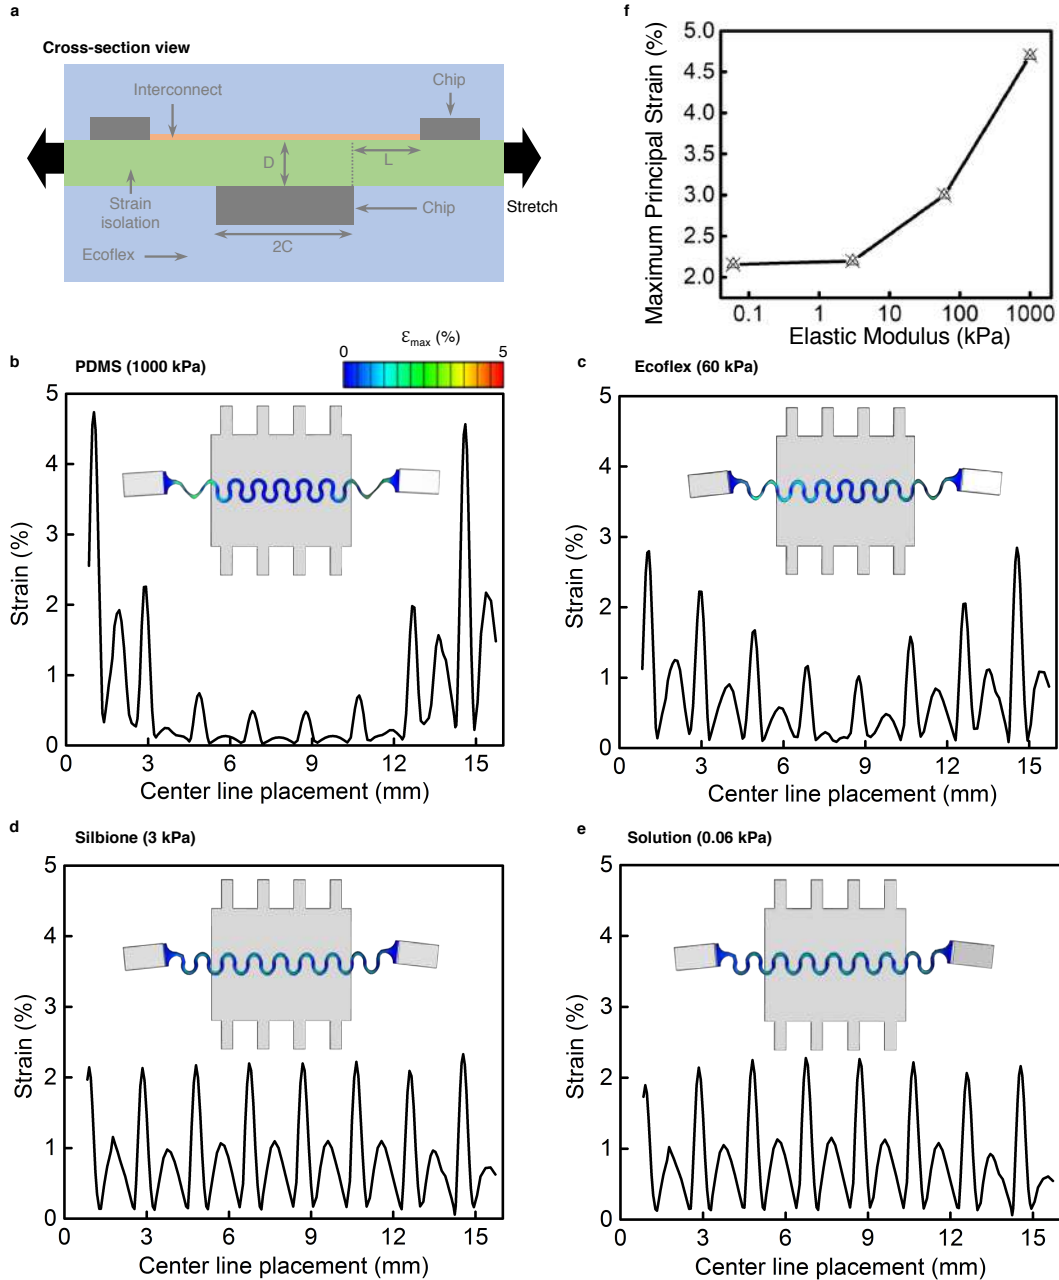 a
Cross-section view
Interconnect
Chip
D
L
Strain
isolation
Chip
Stretch
2C
Ecoflex
f
Maximum Principal Strain (%)
5.0
4.5
4.0
3.5
3.0
2.5
2.0
0.1 1 10 100 1000
Elastic Modulus (kPa)
b
PDMS (1000 kPa)
Ɛmax (%)
0 5
Strain (%)
5
4
3
2
1
0
0 3 6 9 12 15
Center line placement (mm)
c
Ecoflex (60 kPa)
Strain (%)
5
4
3
2
1
0
0 3 6 9 12 15
Center line placement (mm)
d
Silbione (3 kPa)
Strain (%)
5
4
3
2
1
0
0 3 6 9 12 15
Center line placement (mm)
e
Solution (0.06 kPa)
Strain (%)
5
4
3
2
1
0
0 3 6 9 12 15
Center line placement (mm)